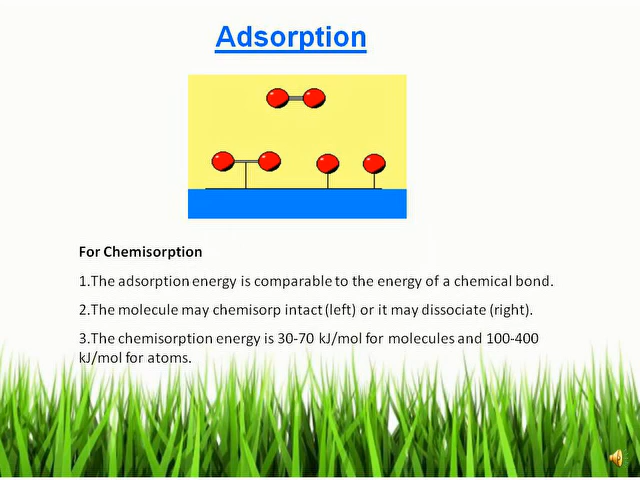 Adsorption
For Chemisorption
1.The adsorption energy is comparable to the energy of a chemical bond.
2.The molecule may chemisorp intact (left) or it may dissociate (right).
3.The chemisorption energy is 30-70 kJ/mol for molecules and 100-400
kJ/mol for atoms.